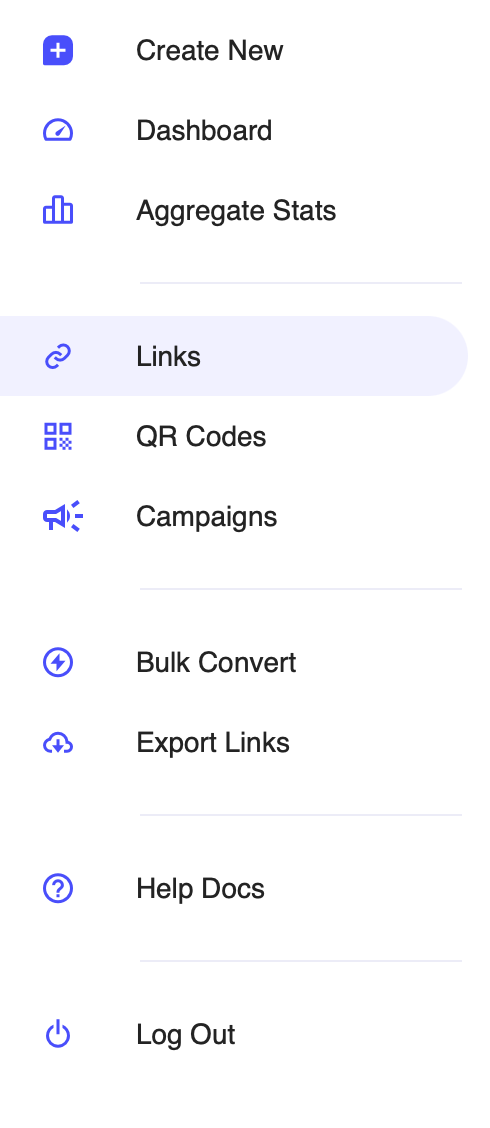 Create New
Dashboard
Aggregate Stats
Links
QR Codes
Campaigns
Bulk Convert
Export Links
Help Docs
Log Out